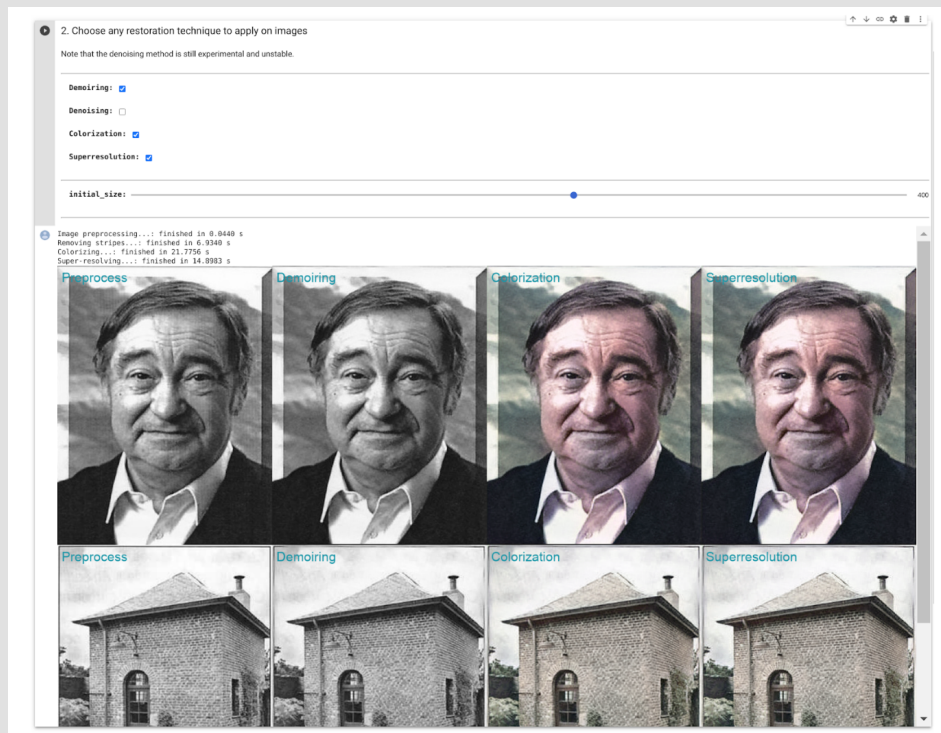 2. Choose any restoration technique to apply on images
Note that the denoising method is still experimental and unstable.
Demoiring:
Denoising:
Colorization:
Superresolution:
initial_size:
400
Image preprocessing...: finished in 0.0440 s
Removing stripes...: finished in 6.9340 s
Colorizing...: finished in 21.7756 s
Super-resolving...: finished in 14.8983 s
Preprocess Demoiring Colorization Superresolution
Preprocess Demoiring Colorization Superresolution